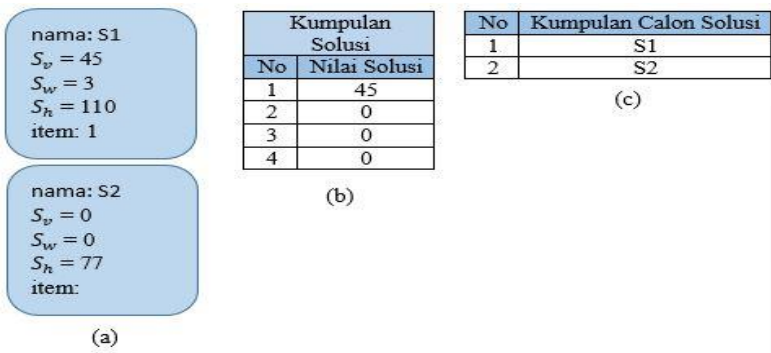 nama: S1
S_v = 45
S_w = 3
S_h = 110
item: 1
nama: S2
S_v = 0
S_w = 0
S_h = 77
item:
(a)
Kumpulan
Solusi
No Nilai Solusi
1 45
2 0
3 0
4 0
(b)
No Kumpulan Calon Solusi
1 S1
2 S2
(c)